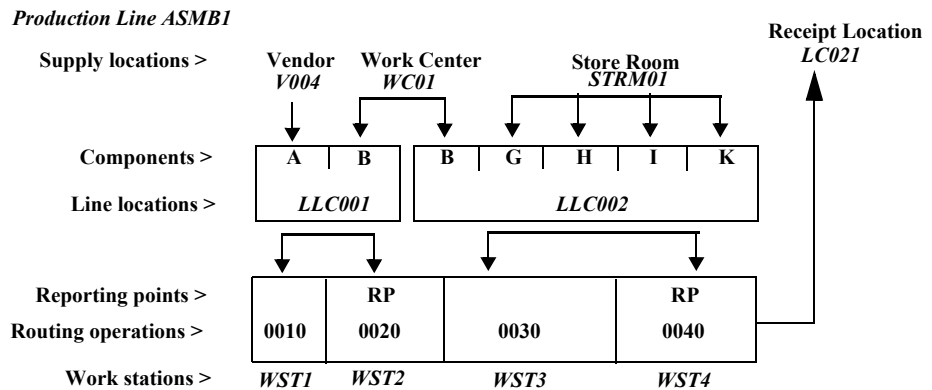 Production Line ASMB1
Receipt Location
LC021
Supply locations > Vendor Work Center Store Room
V004 WC01 STRM01
Components > A B B G H I K
Line locations > LLC001 LLC002
Reporting points > RP RP
Routing operations > 0010 0020 0030 0040
Work stations > WST1 WST2 WST3 WST4